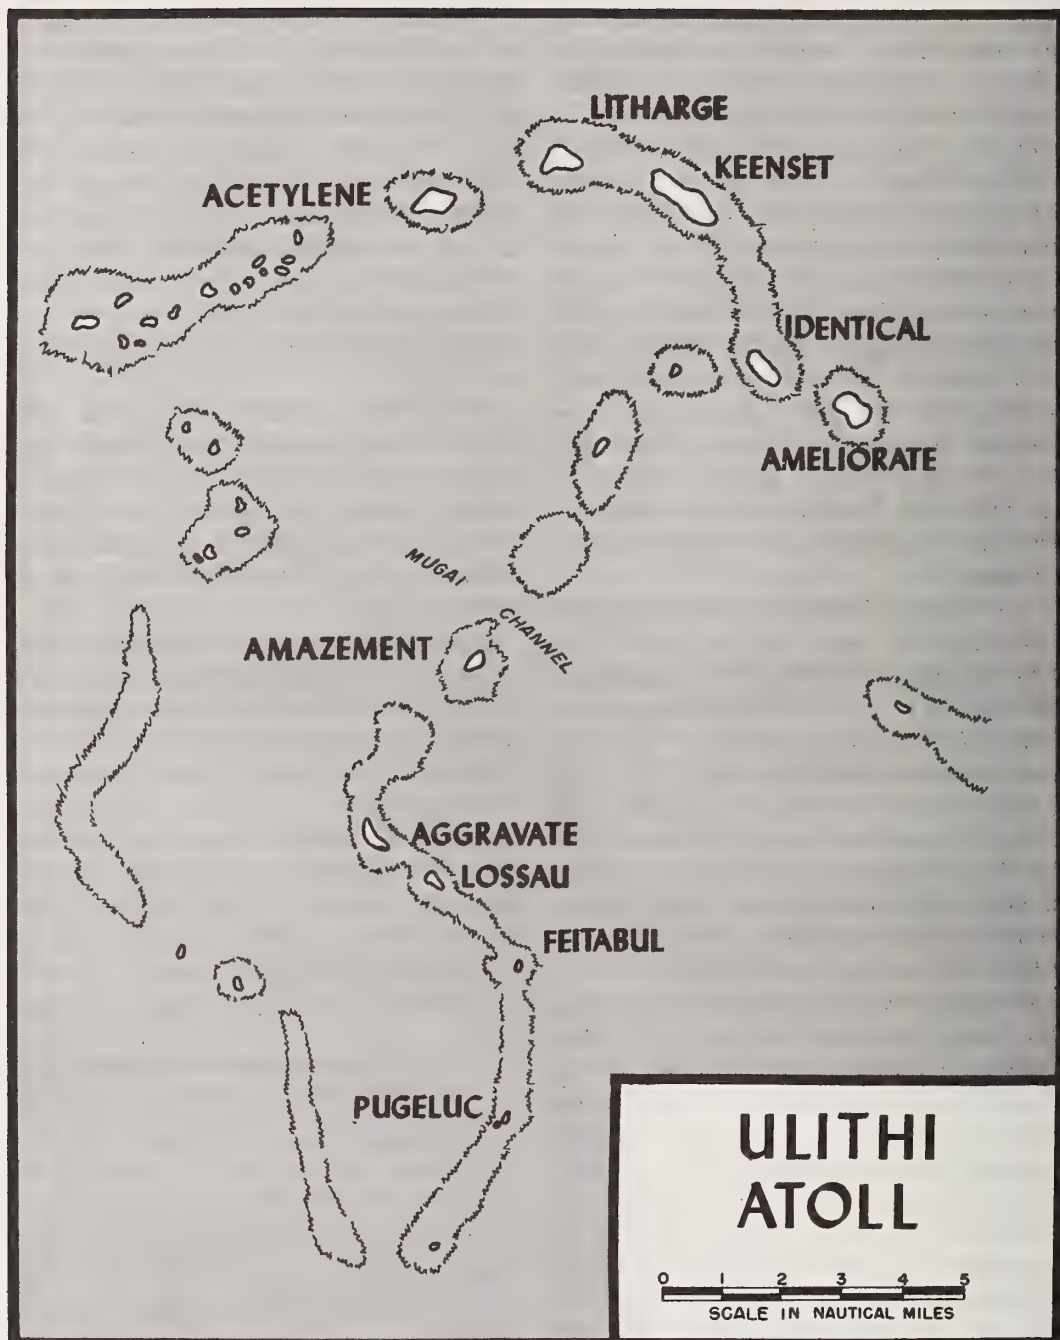 LITHARGE
KEENSET
ACETYLENE
IDENTICAL
AMELIORATE
MUGAI
CHANNEL
AMAZEMENT
AGGRAVATE
LOSSAU
FEITABUL
PUGELUC
ULITHI
ATOLL
0 1 2 3 4 5
SCALE IN NAUTICAL MILES